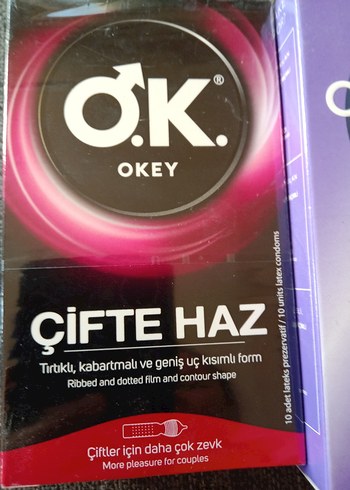 O.K.®
OKEY
ÇİFTE HAZ
Tırtıklı, kabartmalı ve geniş uç kısımlı form
Ribbed and dotted film and contour shape
Çiftler için daha çok zevk
More pleasure for couples
10 adet lateks prezervatif / 10 units latex condoms